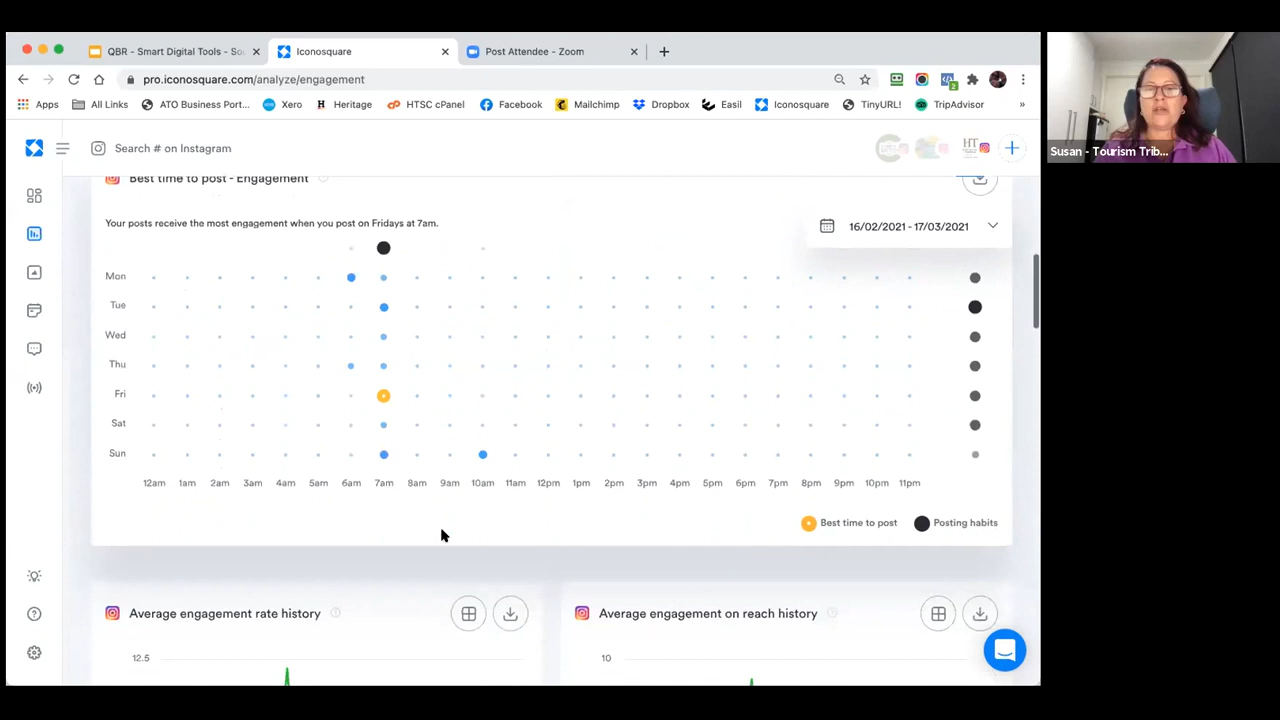 QBR - Smart Digital Tools - Sou
Iconosquare
Post Attendee - Zoom
pro.iconosquare.com/analyze/engagement
2
Apps
All Links
ATO Business Port...
Xero
Heritage
HTSC cPanel
Facebook
Mailchimp
Dropbox
Easil
Iconosquare
TinyURL!
TripAdvisor
»
Susan - Tourism Trib...
Search # on Instagram
HT
Best time to post - Engagement
Your posts receive the most engagement when you post on Fridays at 7am.
16/02/2021 - 17/03/2021
Mon
Tue
Wed
Thu
Fri
Sat
Sun
12am 1am 2am 3am 4am 5am 6am 7am 8am 9am 10am 11am 12pm 1pm 2pm 3pm 4pm 5pm 6pm 7pm 8pm 9pm 10pm 11pm
Best time to post
Posting habits
Average engagement rate history
Average engagement on reach history
12.5
10